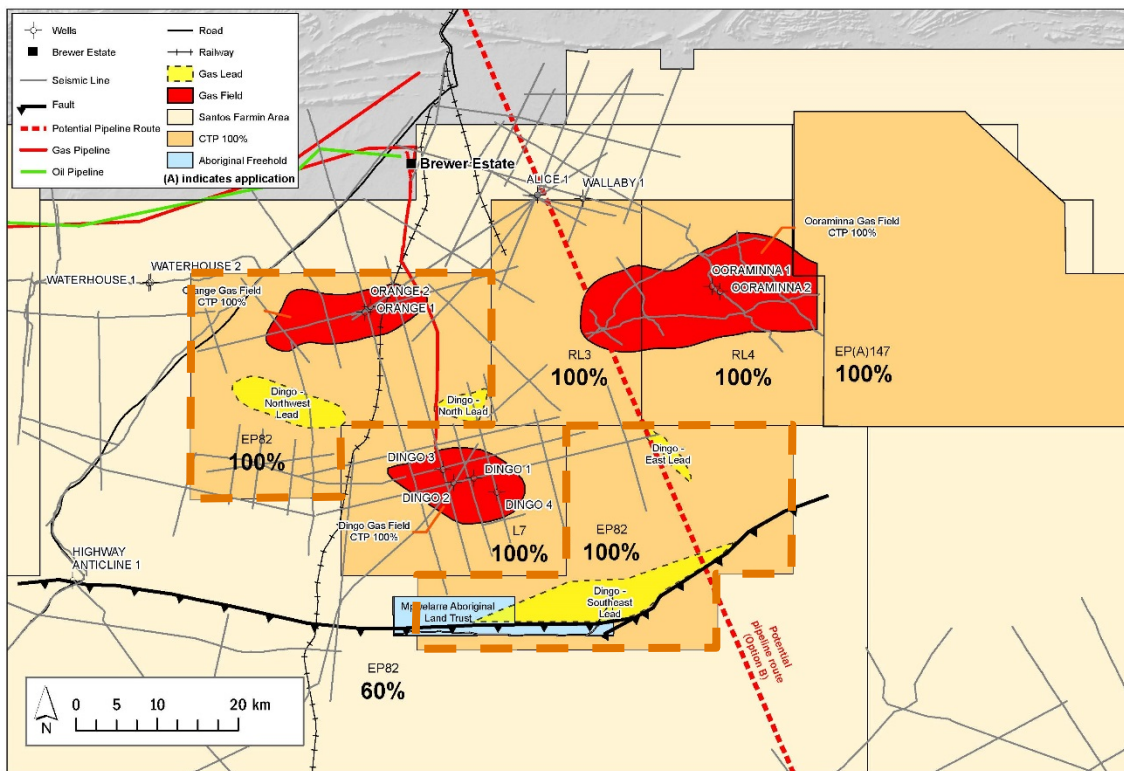 Wells
Brewer Estate
Seismic Line
Fault
Potential Pipeline Route
Gas Pipeline
Oil Pipeline
Road
Railway
Gas Lead
Gas Field
Santos Farmin Area
CTP 100%
Aboriginal Freehold
(A) indicates application
Brewer Estate
ALICE 1
WALLABY 1
Ooraminna Gas Field
CTP 100%
WATERHOUSE 2
WATERHOUSE 1
OORAMINNA 1
OORAMINNA 2
Orange Gas Field
CTP 100%
ORANGE 2
ORANGE 1
RL3
100%
RL4
100%
EP(A)147
100%
Dingo -
Northwest
Lead
Dingo -
North Lead
EP82
100%
Dingo -
East Lead
DINGO 3
DINGO 1
DINGO 2
DINGO 4
Dingo Gas Field
CTP 100%
L7
100%
EP82
100%
HIGHWAY
ANTICLINE 1
Dingo -
Southeast
Lead
Aboriginal
Land Trust
Potential
pipeline route
(Option B)
EP82
60%
0 5 10 20 km
N